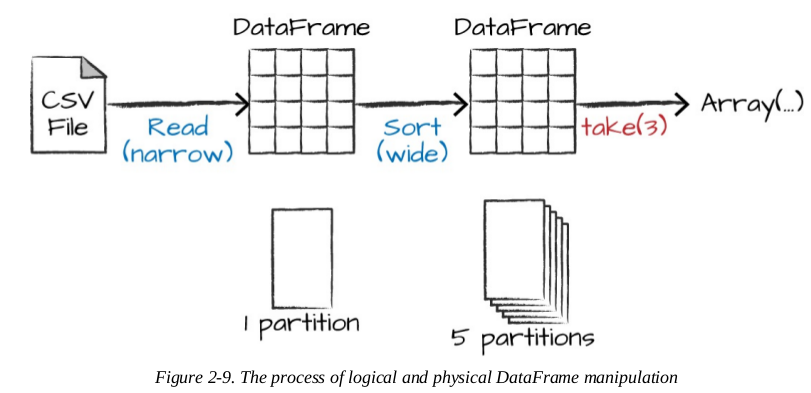 DataFrame
DataFrame
CSV
File
Read
(narrow)
Sort
(wide)
take(3)
Array(...)
1 partition
5 partitions
Figure 2-9. The process of logical and physical DataFrame manipulation